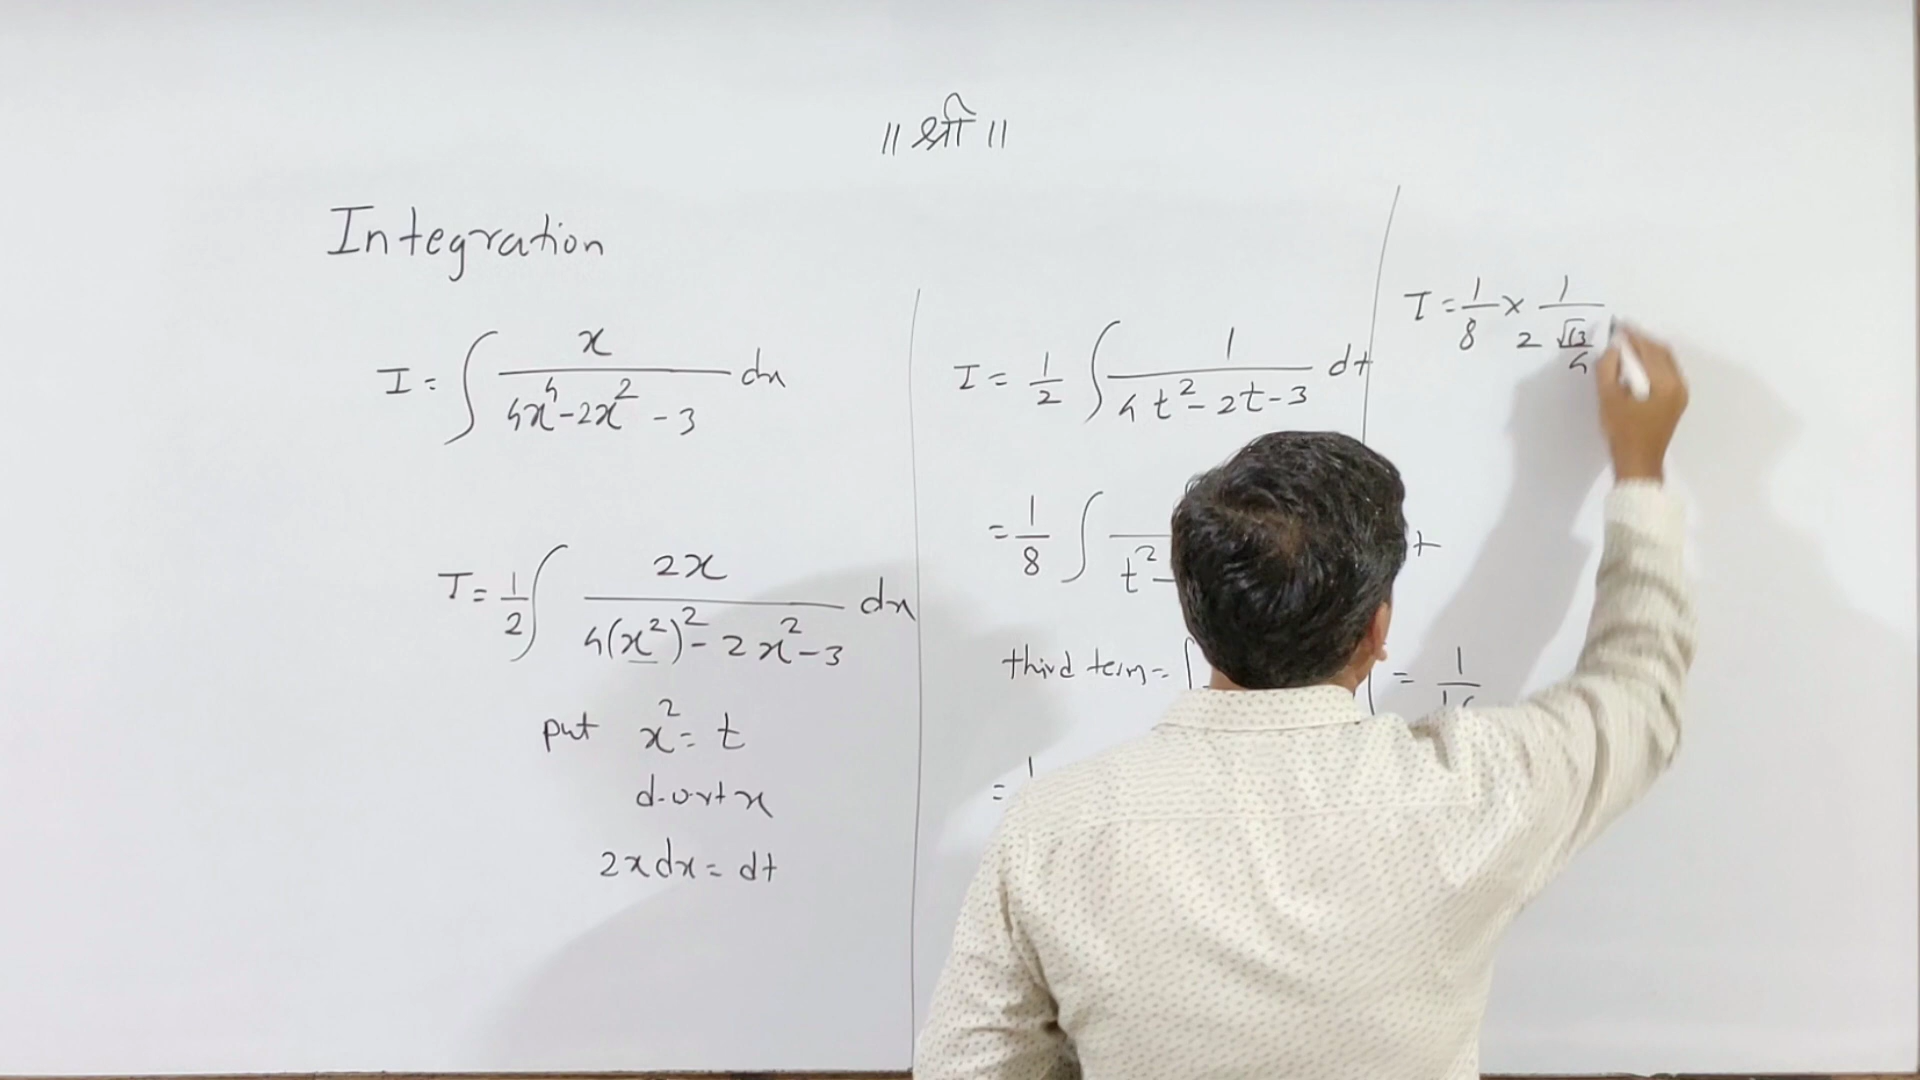 ॥ श्री ॥
Integration
I = ∫ x / (4x⁴ - 2x² - 3) dx
I = 1/2 ∫ 2x / (4(x²)² - 2x² - 3) dx
put x² = t
d.w.r.t x
2x dx = dt
I = 1/2 ∫ 1 / (4t² - 2t - 3) dt
= 1/8 ∫ t² -
third term =
= 1
I = 1/8 × 1 / (2 √13/4)